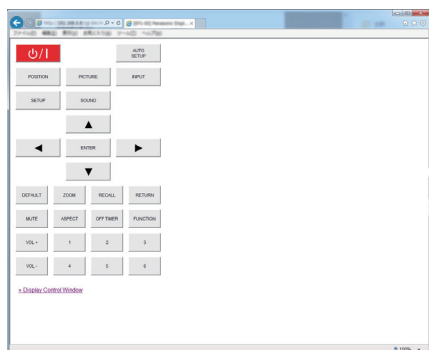 AUTO
SETUP
POSITION PICTURE INPUT
SETUP SOUND
ENTER
DEFAULT ZOOM RECALL RETURN
MUTE ASPECT OFF TIMER FUNCTION
VOL + 1 2 3
VOL - 4 5 6
» Display Control Window
100%